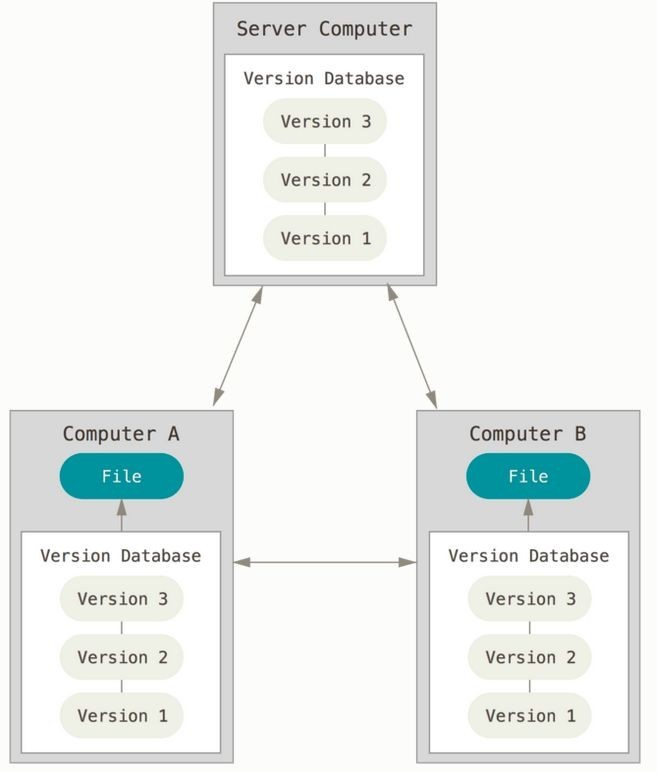 Server Computer
Version Database
Version 3
Version 2
Version 1
Computer A
File
Version Database
Version 3
Version 2
Version 1
Computer B
File
Version Database
Version 3
Version 2
Version 1